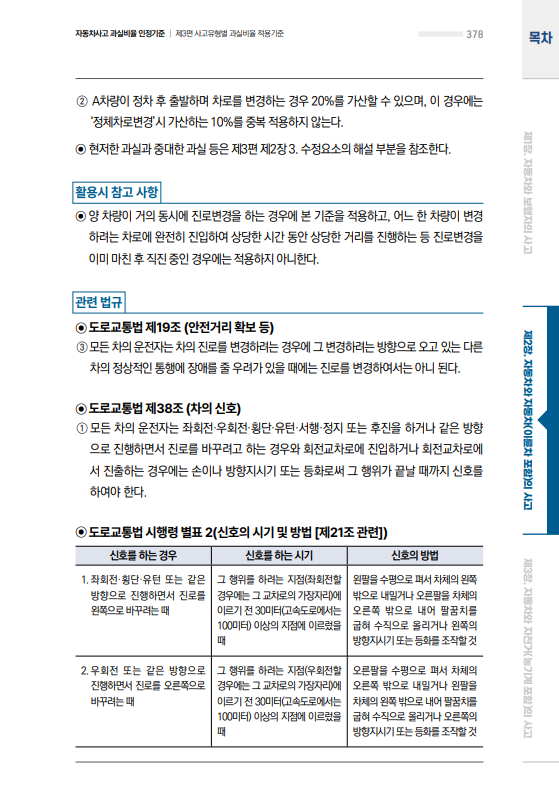 자동차사고 과실비율 인정기준 | 제3편 사고유형별 과실비율 적용기준
378
목차
② A차량이 정차 후 출발하며 차로를 변경하는 경우 20%를 가산할 수 있으며, 이 경우에는
‘정체차로변경’시 가산하는 10%를 중복 적용하지 않는다.
◉ 현저한 과실과 중대한 과실 등은 제3편 제2장 3. 수정요소의 해설 부분을 참조한다.
활용시 참고 사항
◉ 양 차량이 거의 동시에 진로변경을 하는 경우에 본 기준을 적용하고, 어느 한 차량이 변경
하려는 차로에 완전히 진입하여 상당한 시간 동안 상당한 거리를 진행하는 등 진로변경을
이미 마친 후 직진 중인 경우에는 적용하지 아니한다.
관련 법규
◉ 도로교통법 제19조 (안전거리 확보 등)
③ 모든 차의 운전자는 차의 진로를 변경하려는 경우에 그 변경하려는 방향으로 오고 있는 다른
차의 정상적인 통행에 장애를 줄 우려가 있을 때에는 진로를 변경하여서는 아니 된다.
◉ 도로교통법 제38조 (차의 신호)
① 모든 차의 운전자는 좌회전·우회전·횡단·유턴·서행·정지 또는 후진을 하거나 같은 방향
으로 진행하면서 진로를 바꾸려고 하는 경우와 회전교차로에 진입하거나 회전교차로에
서 진출하는 경우에는 손이나 방향지시기 또는 등화로써 그 행위가 끝날 때까지 신호를
하여야 한다.
◉ 도로교통법 시행령 별표 2(신호의 시기 및 방법 [제21조 관련])
신호를 하는 경우
신호를 하는 시기
신호의 방법
1. 좌회전·횡단·유턴 또는 같은
방향으로 진행하면서 진로를
왼쪽으로 바꾸려는 때
그 행위를 하려는 지점(좌회전할
경우에는 그 교차로의 가장자리)에
이르기 전 30미터(고속도로에서는
100미터) 이상의 지점에 이르렀을
때
왼팔을 수평으로 펴서 차체의 왼쪽
밖으로 내밀거나 오른팔을 차체의
오른쪽 밖으로 내어 팔꿈치를
굽혀 수직으로 올리거나 왼쪽의
방향지시기 또는 등화를 조작할 것
2. 우회전 또는 같은 방향으로
진행하면서 진로를 오른쪽으로
바꾸려는 때
그 행위를 하려는 지점(우회전할
경우에는 그 교차로의 가장자리)에
이르기 전 30미터(고속도로에서는
100미터) 이상의 지점에 이르렀을
때
오른팔을 수평으로 펴서 차체의
오른쪽 밖으로 내밀거나 왼팔을
차체의 왼쪽 밖으로 내어 팔꿈치를
굽혀 수직으로 올리거나 오른쪽의
방향지시기 또는 등화를 조작할 것
제1장. 자동차와 보행자의 사고
제2장. 자동차와 자동차(이륜차 포함)의 사고
제3장. 자동차와 자전거(농기계 포함)의 사고